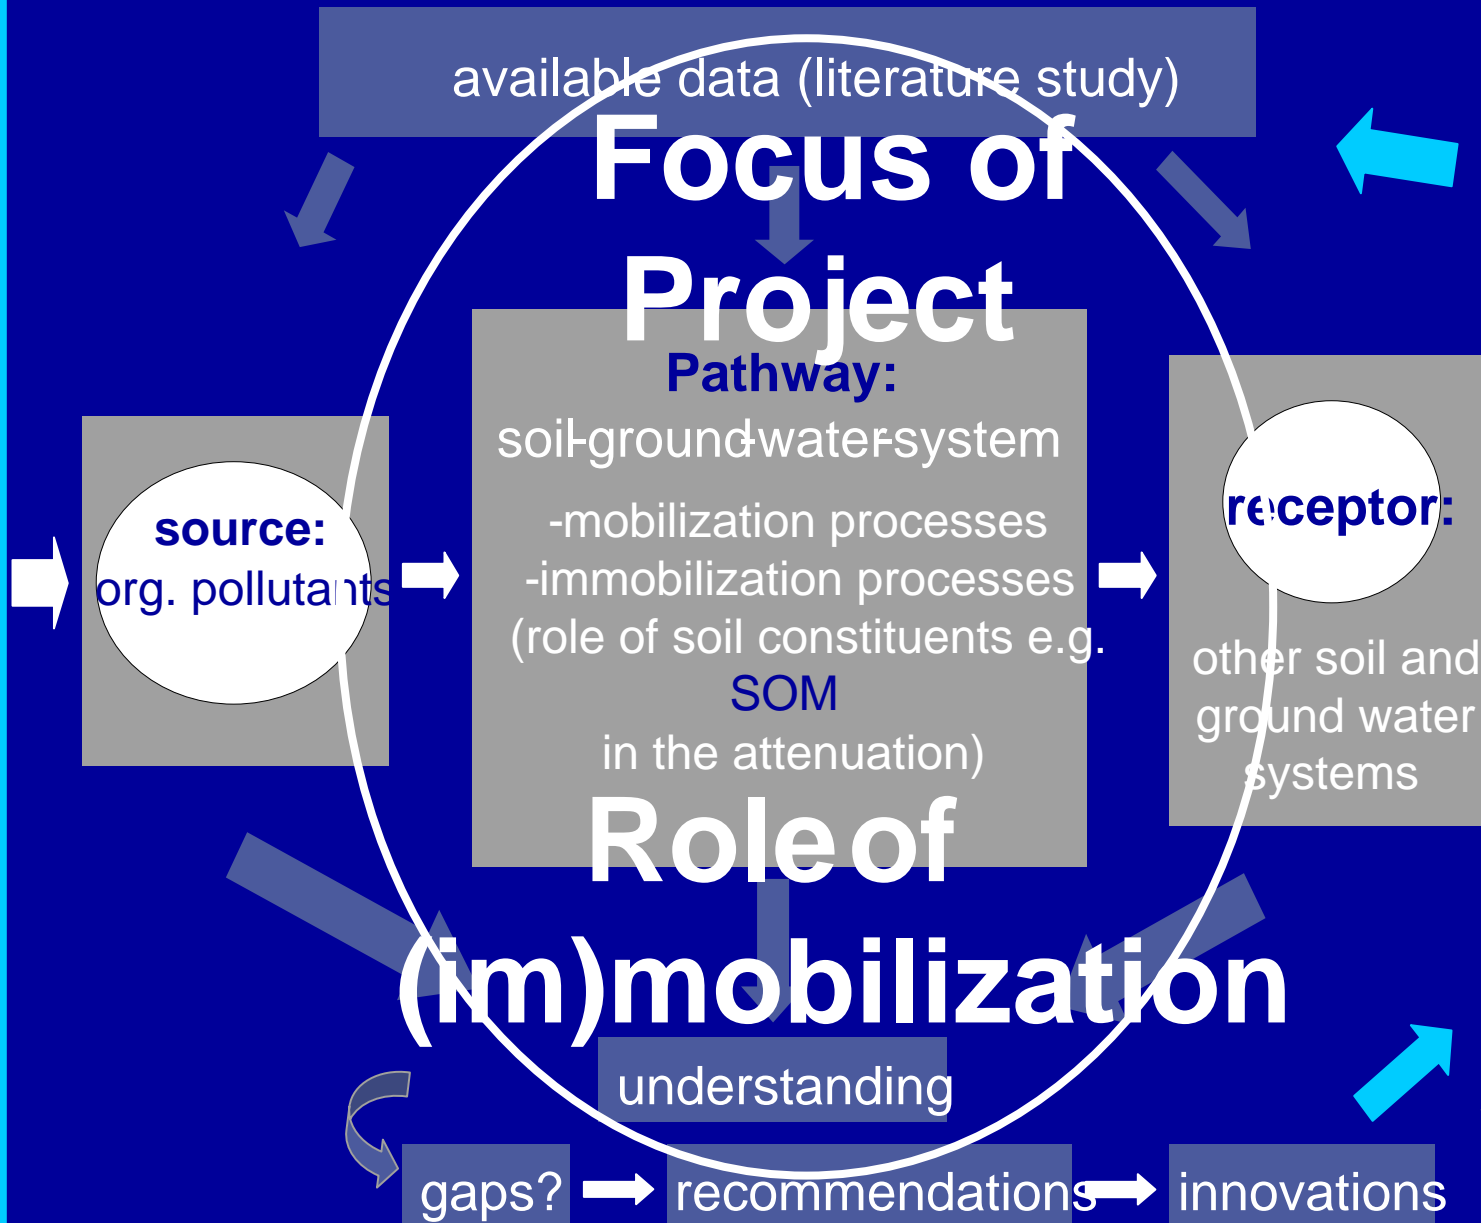 available data (literature study)
Focus of
Project
source:
org. pollutants
Pathway:
soil-ground-water-system
-mobilization processes
-immobilization processes
(role of soil constituents e.g.
SOM
in the attenuation)
receptor:
other soil and
ground water
systems
Role of
(im)mobilization
understanding
gaps?
recommendations
innovations